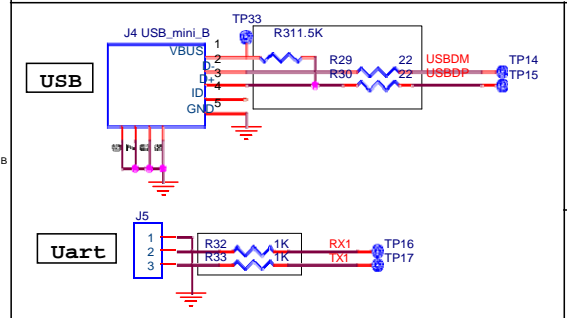 TP33
J4 USB_mini_B
R311.5K
1
VBUS
2
R29 22 USBDM TP14
D-
3
R30 22 USBDP TP15
D+
USB
4
ID
5
GND
B
J5
1
Uart
R32 1K RX1 TP16
2
R33 1K TX1 TP17
3